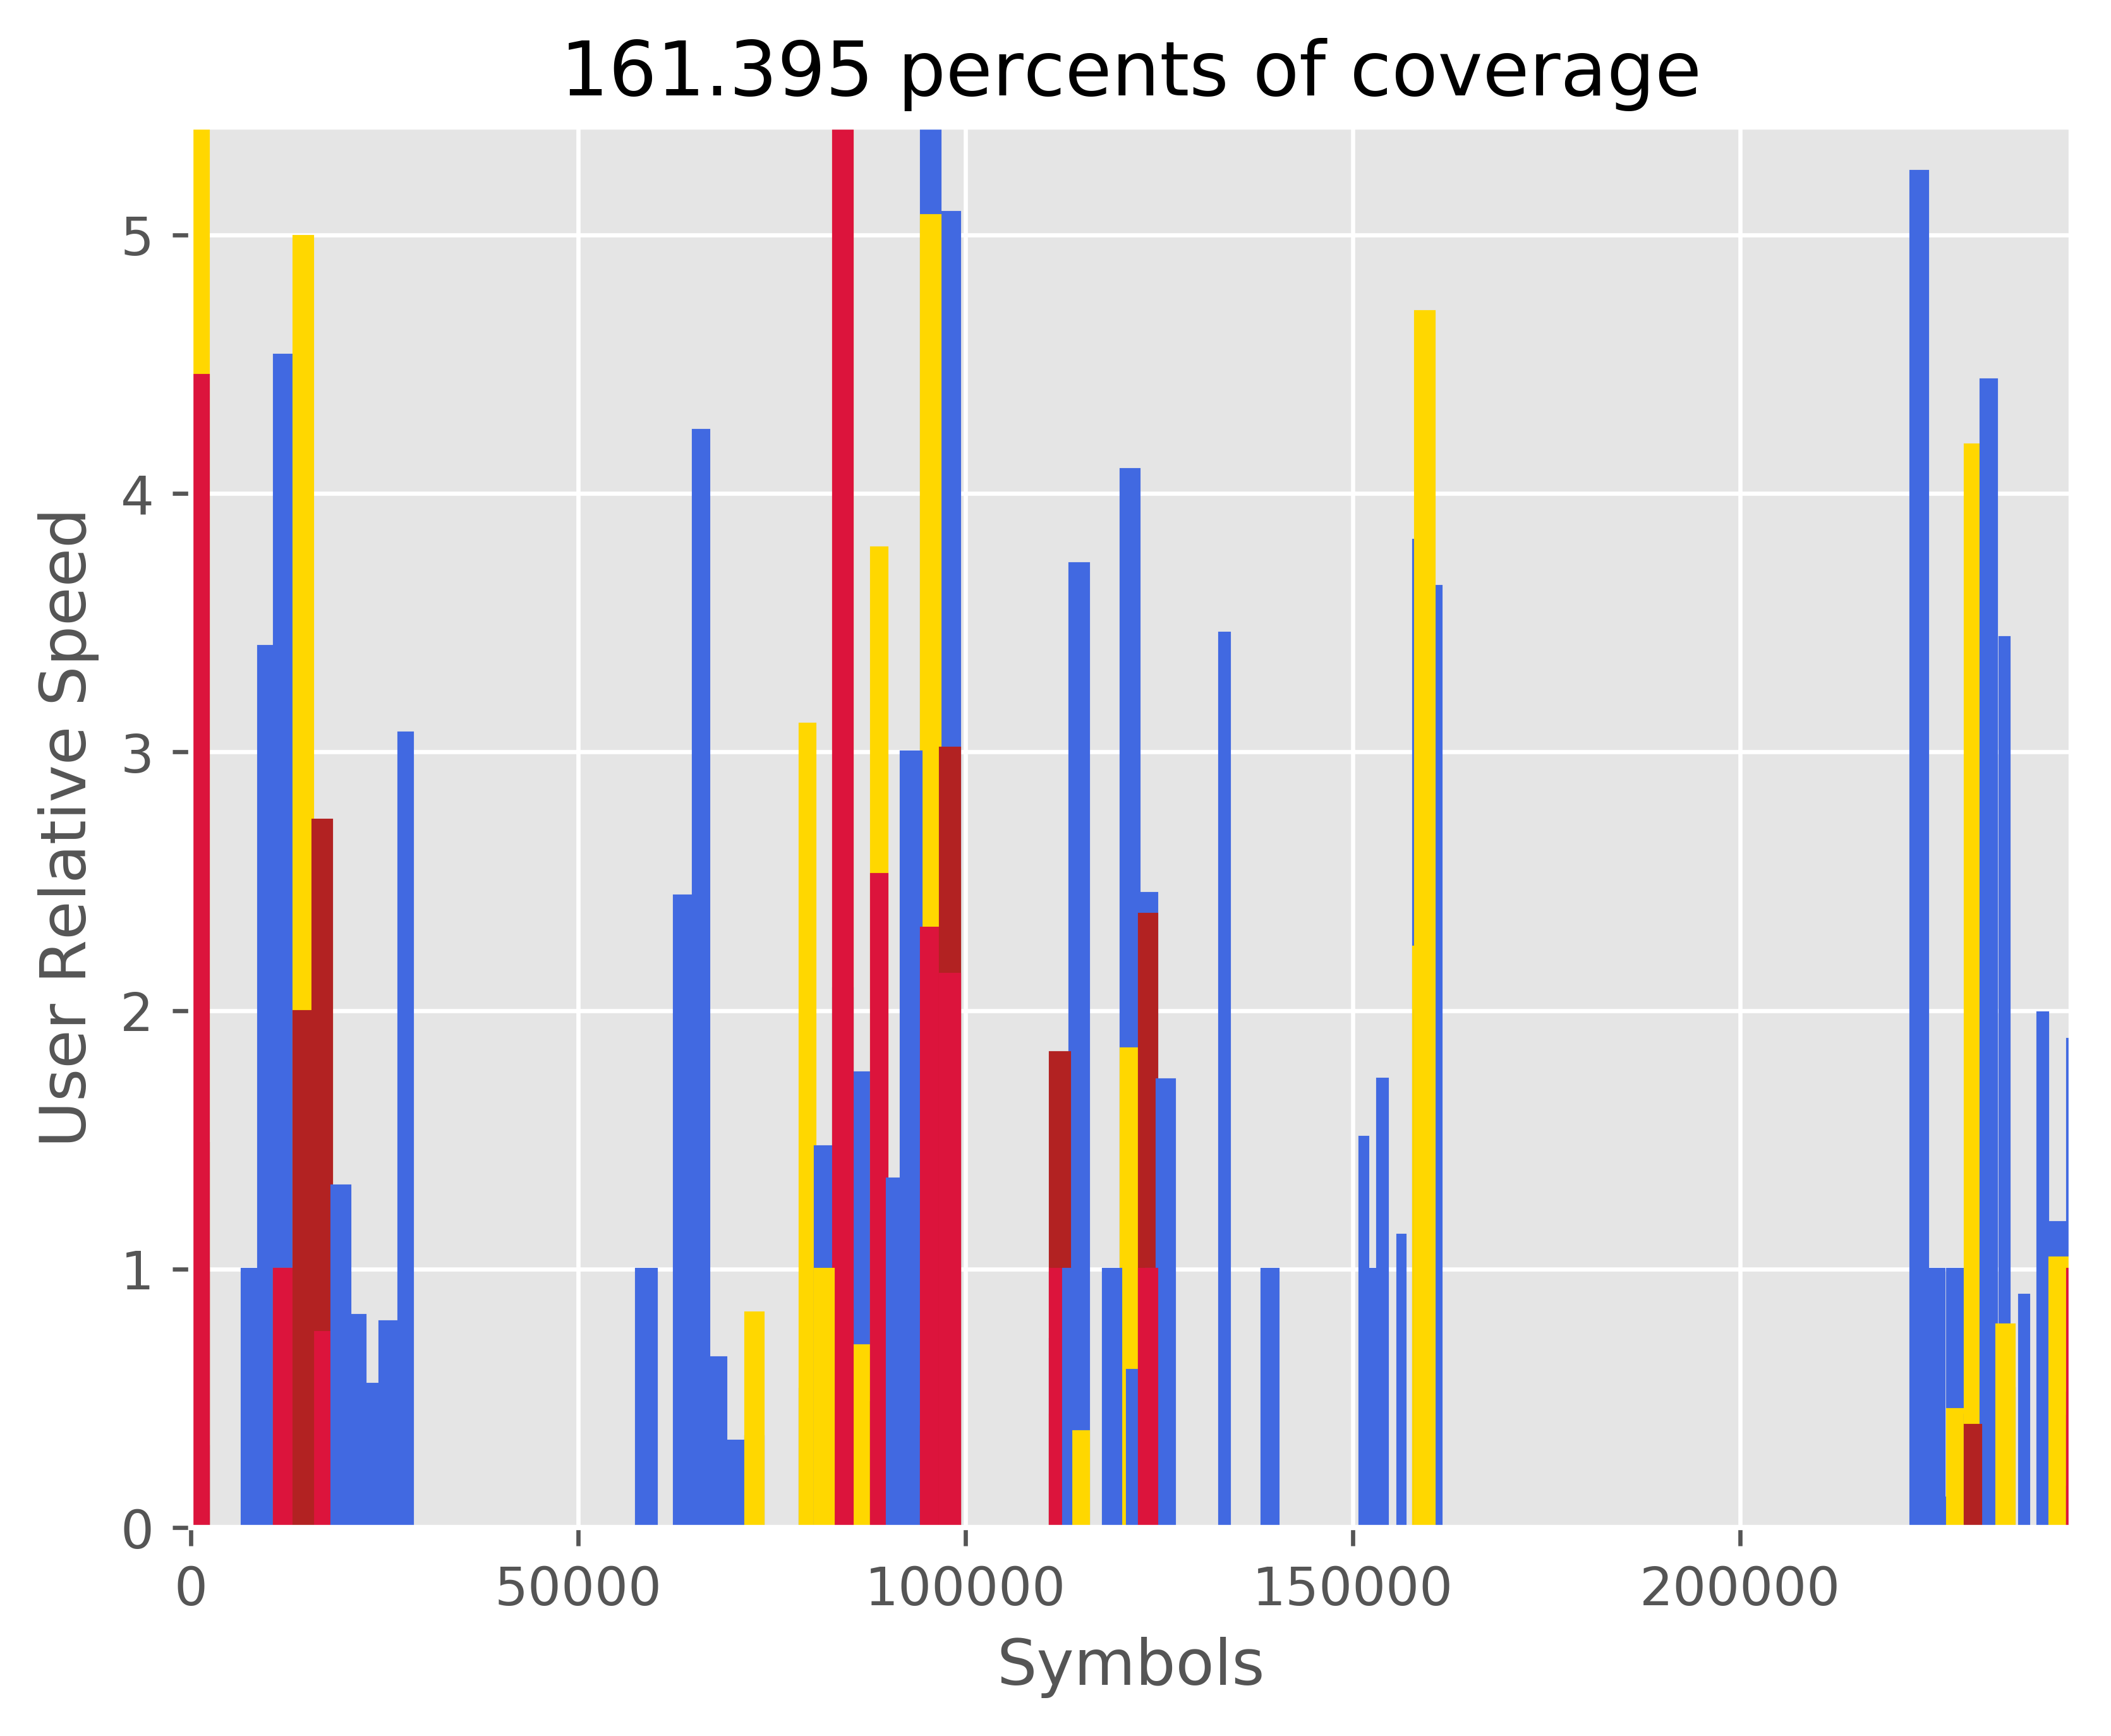 161.395 percents of coverage
User Relative Speed
5
4
3
2
1
0
0 50000 100000 150000 200000
Symbols